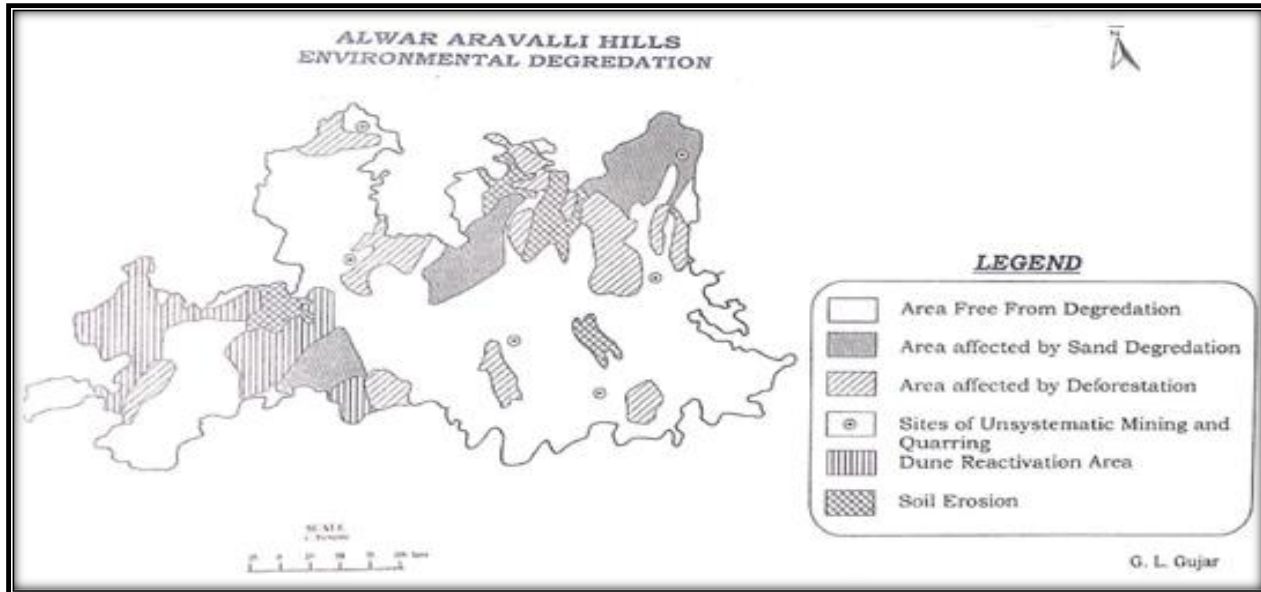 ALWAR ARAVALLI HILLS
ENVIRONMENTAL DEGREDATION
N
LEGEND
Area Free From Degredation
Area affected by Sand Degredation
Area affected by Deforestation
Sites of Unsystematic Mining and
Quarring
Dune Reactivation Area
Soil Erosion
SCALE
G. L. Gujar